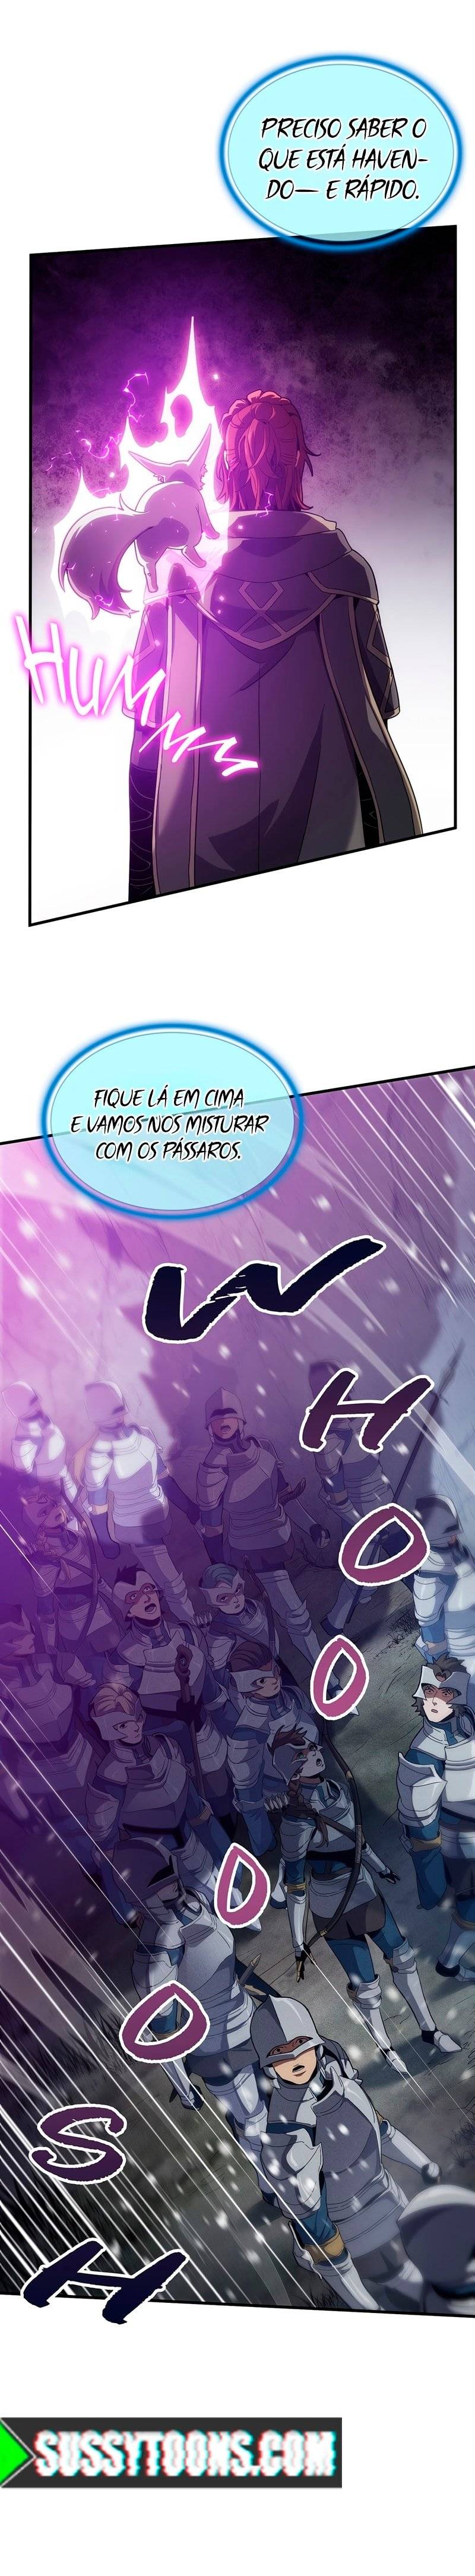 PRECISO SABER O
QUE ESTÁ HAVEN-
DO— E RÁPIDO.
HUMMM
FIQUE LÁ EM CIMA
E VAMOS NOS MISTURAR
COM OS PÁSSAROS.
WHOOOOSH
SUSSYTOONS.COM